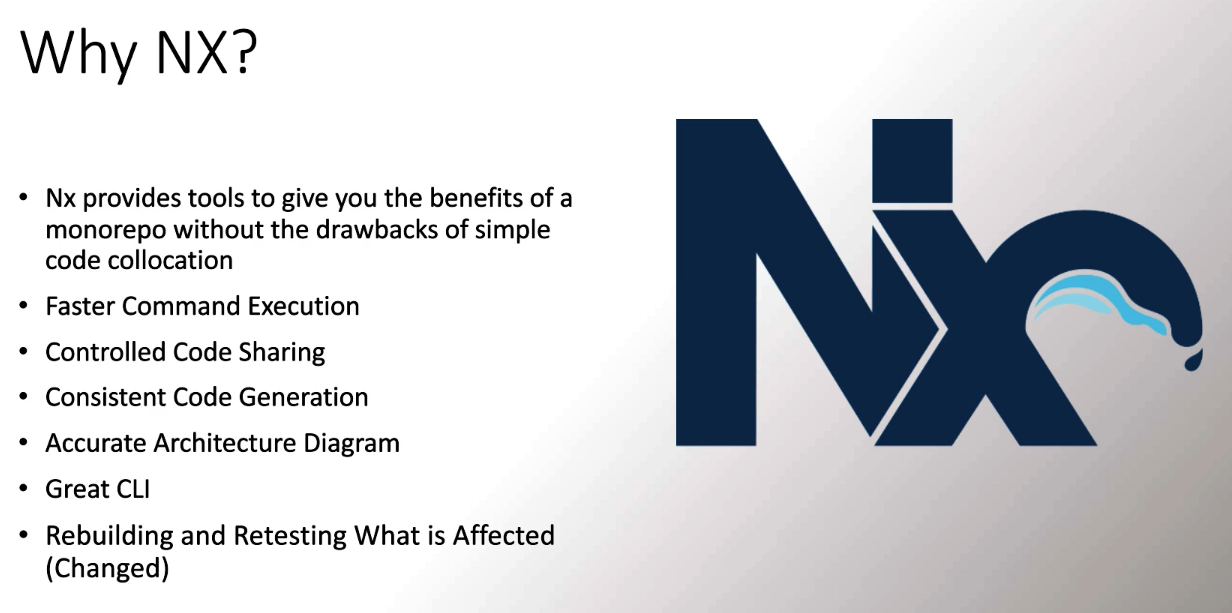 Why NX?
• Nx provides tools to give you the benefits of a
monorepo without the drawbacks of simple
code collocation
• Faster Command Execution
• Controlled Code Sharing
• Consistent Code Generation
• Accurate Architecture Diagram
• Great CLI
• Rebuilding and Retesting What is Affected
(Changed)
Nx